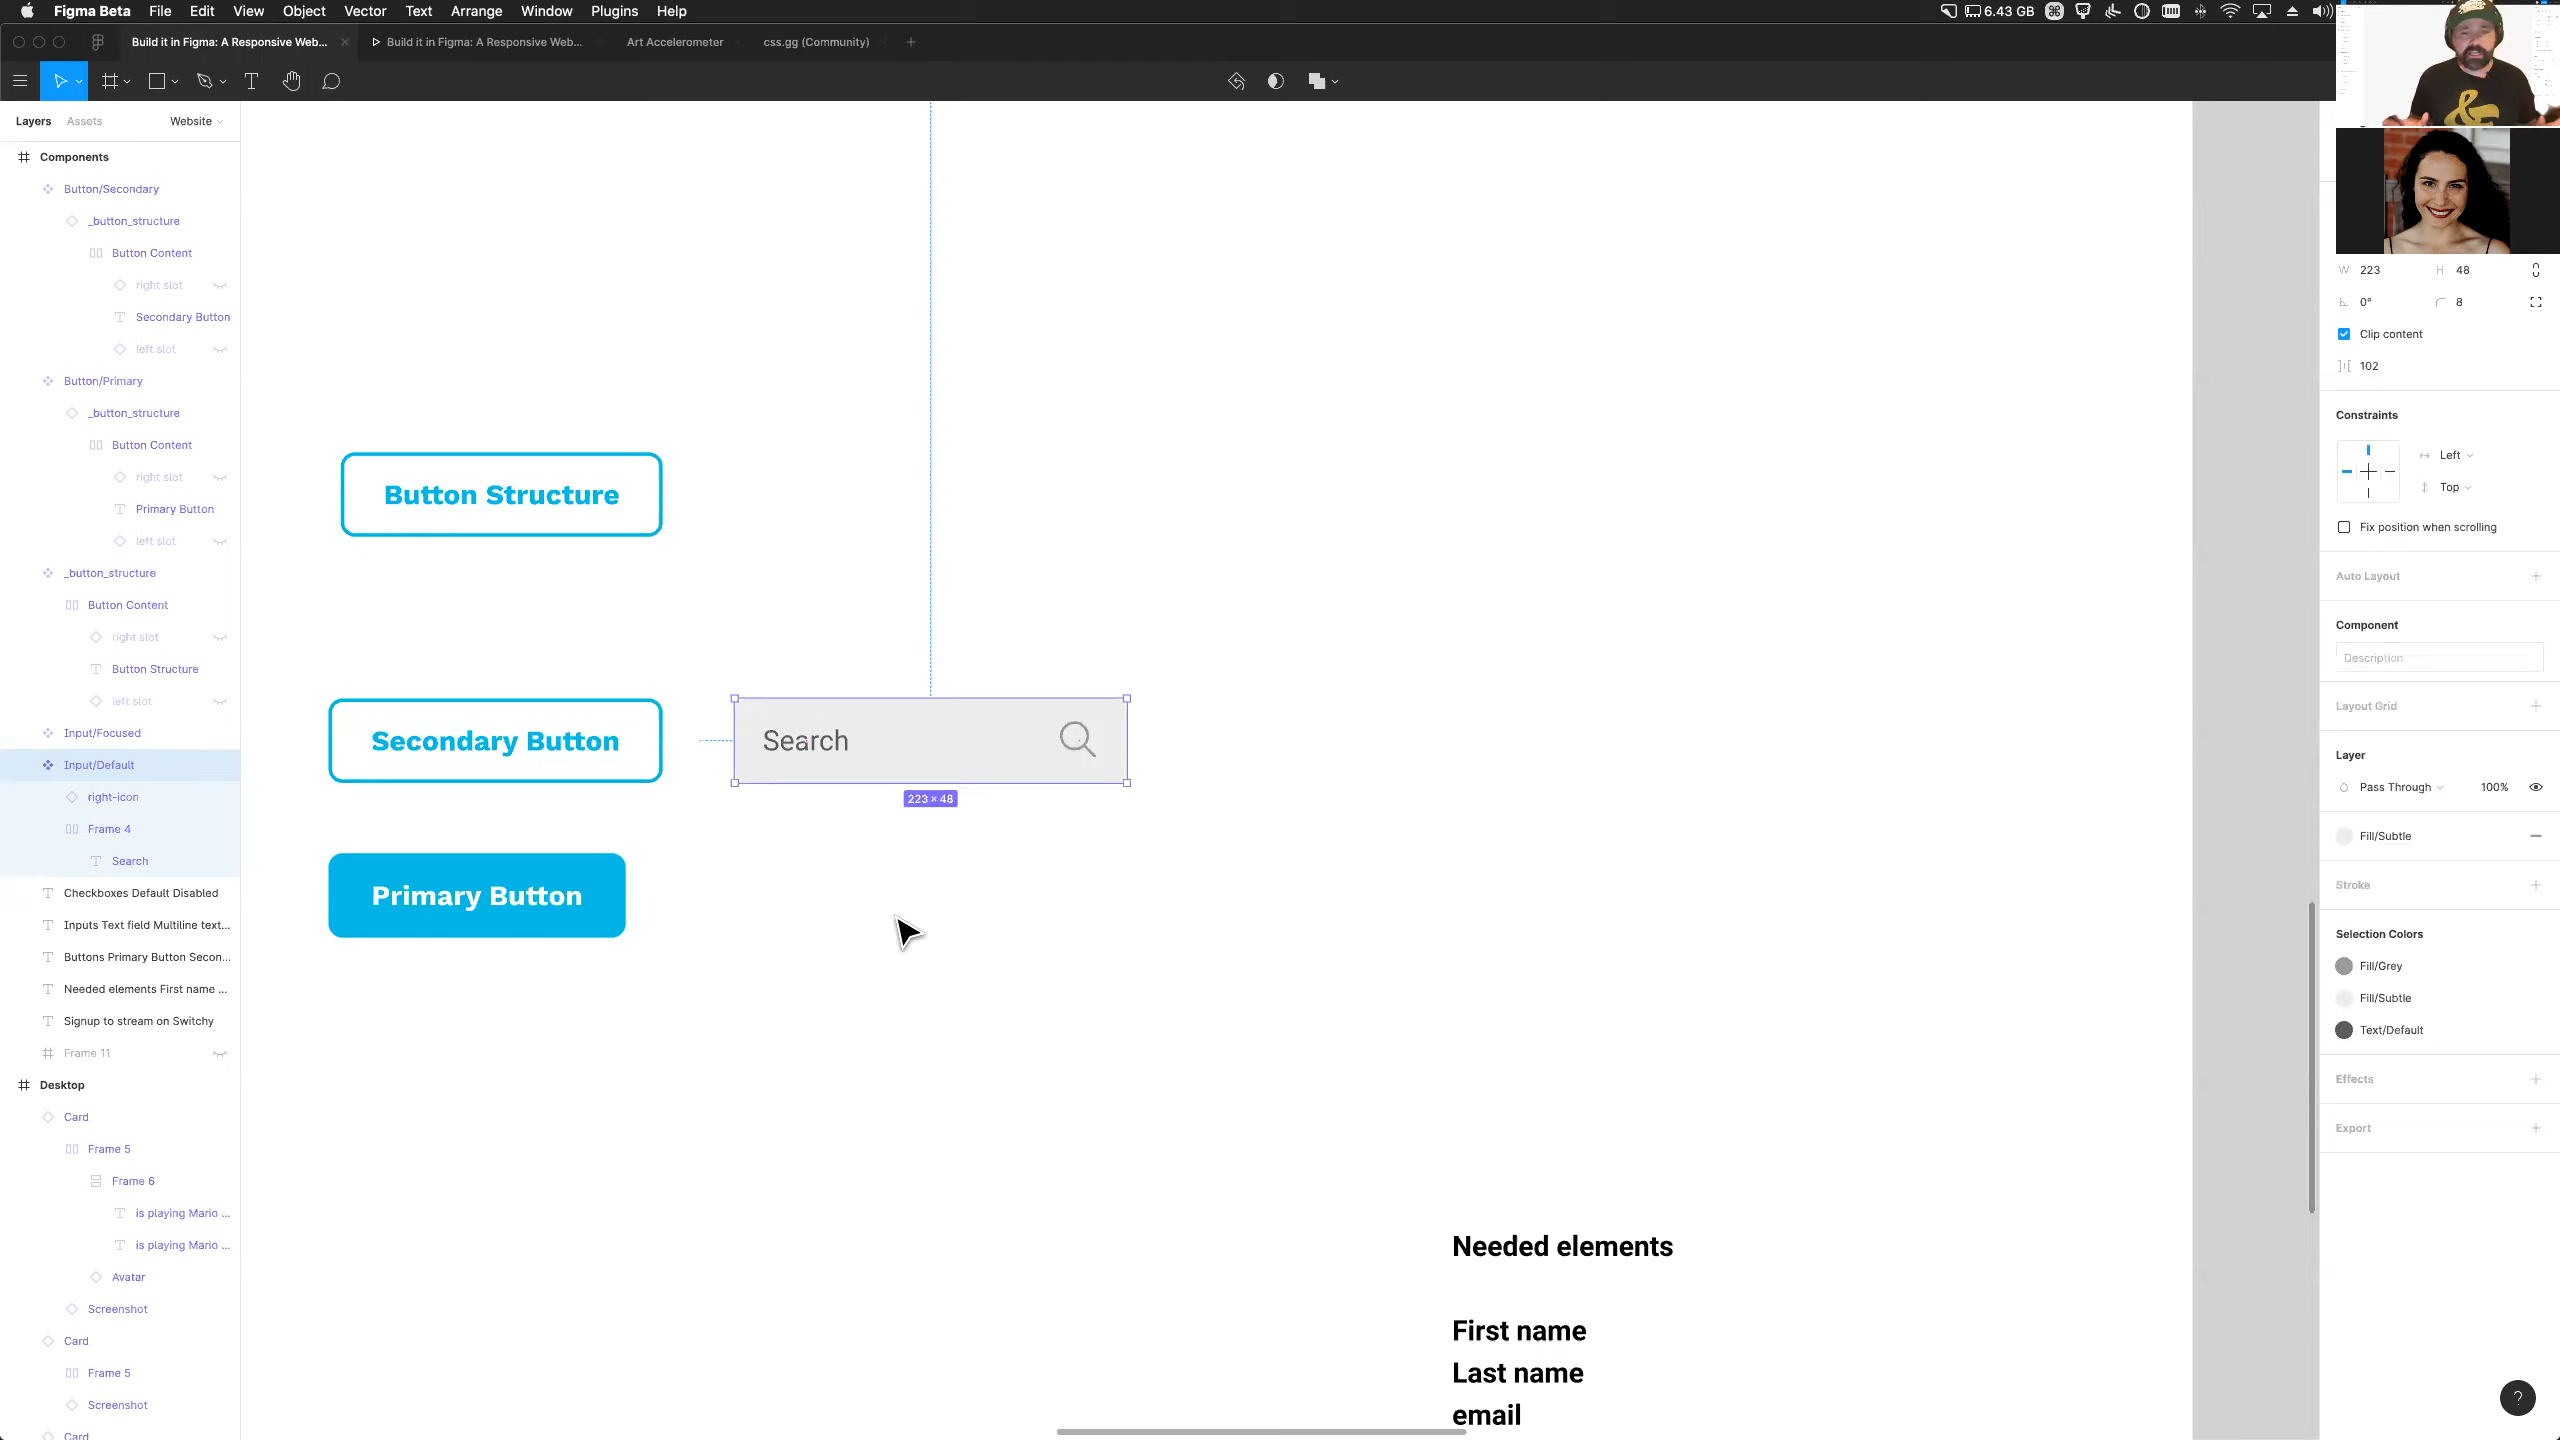 Figma Beta File Edit View Object Vector Text Arrange Window Plugins Help 6.43 GB
Build it in Figma: A Responsive Web... Build it in Figma: A Responsive Web... Art Accelerometer css.gg (Community)
Layers Assets Website
Components
Button/Secondary
_button_structure
Button Content
right slot
Secondary Button
left slot
Button/Primary
_button_structure
Button Content
right slot
Primary Button
left slot
_button_structure
Button Content
right slot
Button Structure
left slot
Input/Focused
Input/Default
right-icon
Frame 4
Search
Checkboxes Default Disabled
Inputs Text field Multiline text...
Buttons Primary Button Secon...
Needed elements First name ...
Signup to stream on Switchy
Frame 11
Desktop
Card
Frame 5
Frame 6
is playing Mario ...
is playing Mario ...
Avatar
Screenshot
Card
Frame 5
Screenshot
Card
Button Structure
Secondary Button
Search
223 × 48
Primary Button
Needed elements
First name
Last name
email
&
W 223 H 48
0° 8
Clip content
102
Constraints
Left
Top
Fix position when scrolling
Auto Layout
Component
Description
Layout Grid
Layer
Pass Through 100%
Fill/Subtle
Stroke
Selection Colors
Fill/Grey
Fill/Subtle
Text/Default
Effects
Export
?